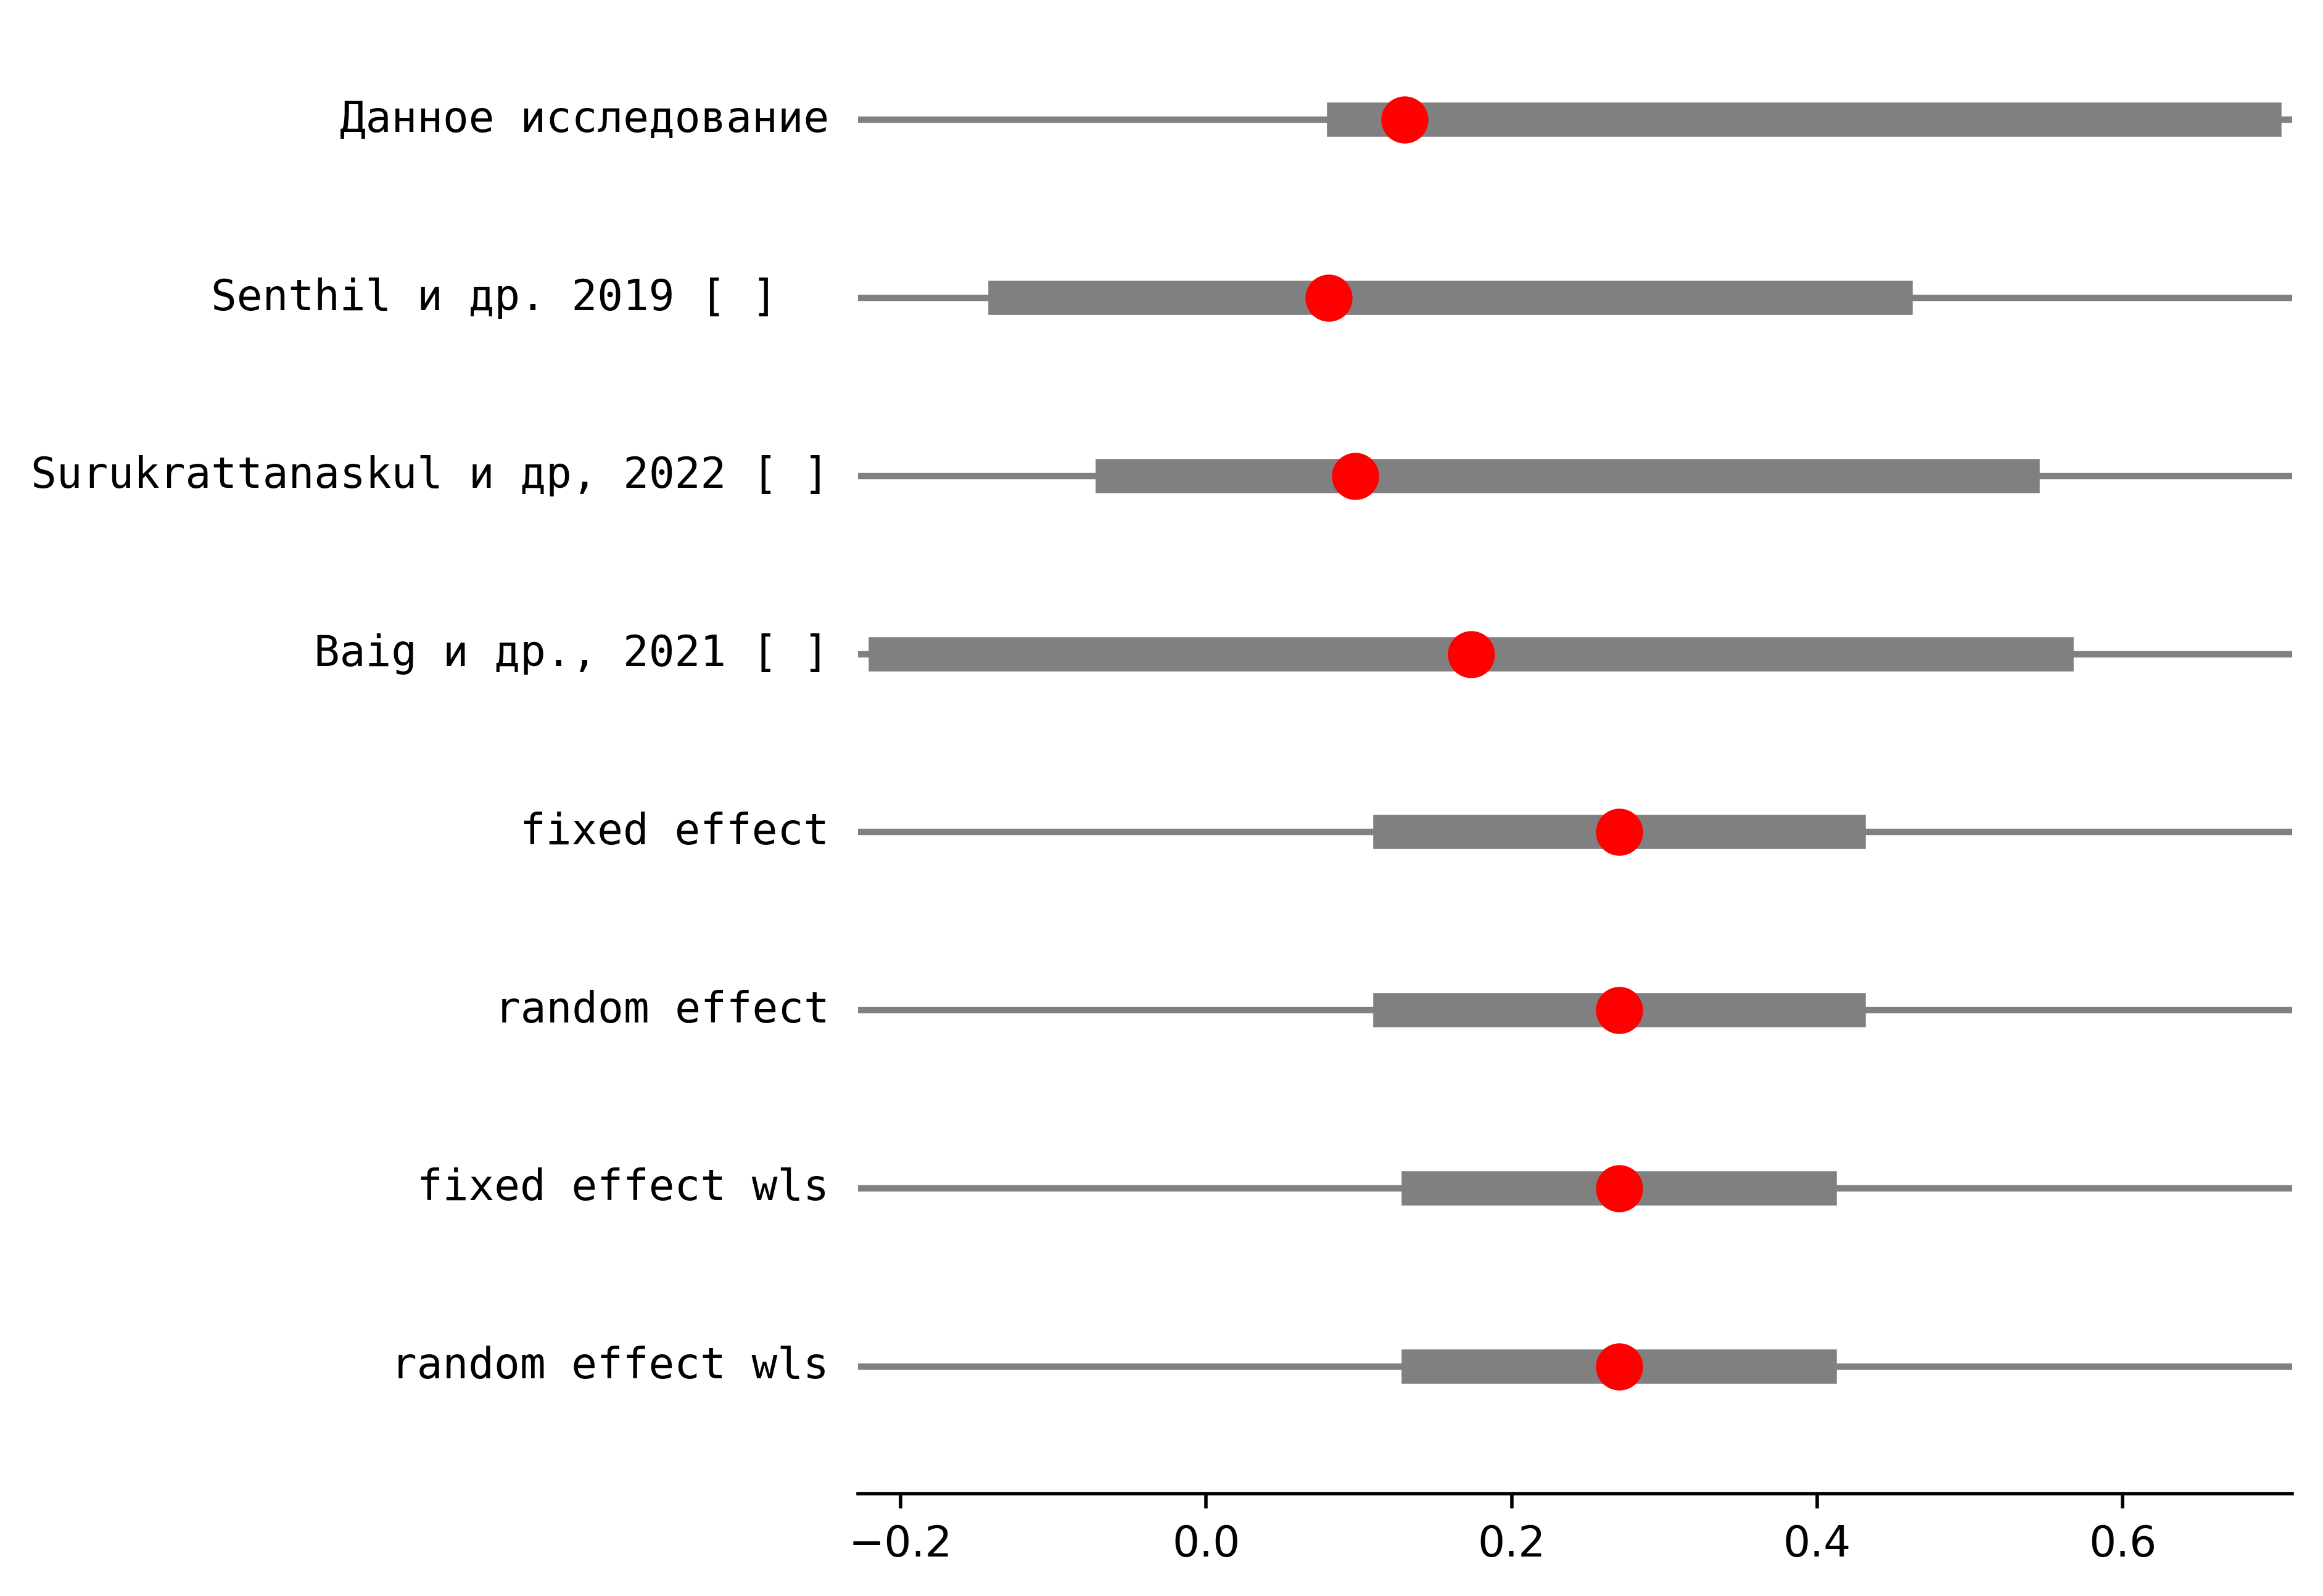 Данное исследование
Senthil и др. 2019 [ ]
Surukrattanaskul и др, 2022 [ ]
Baig и др., 2021 [ ]
fixed effect
random effect
fixed effect wls
random effect wls
−0.2 0.0 0.2 0.4 0.6